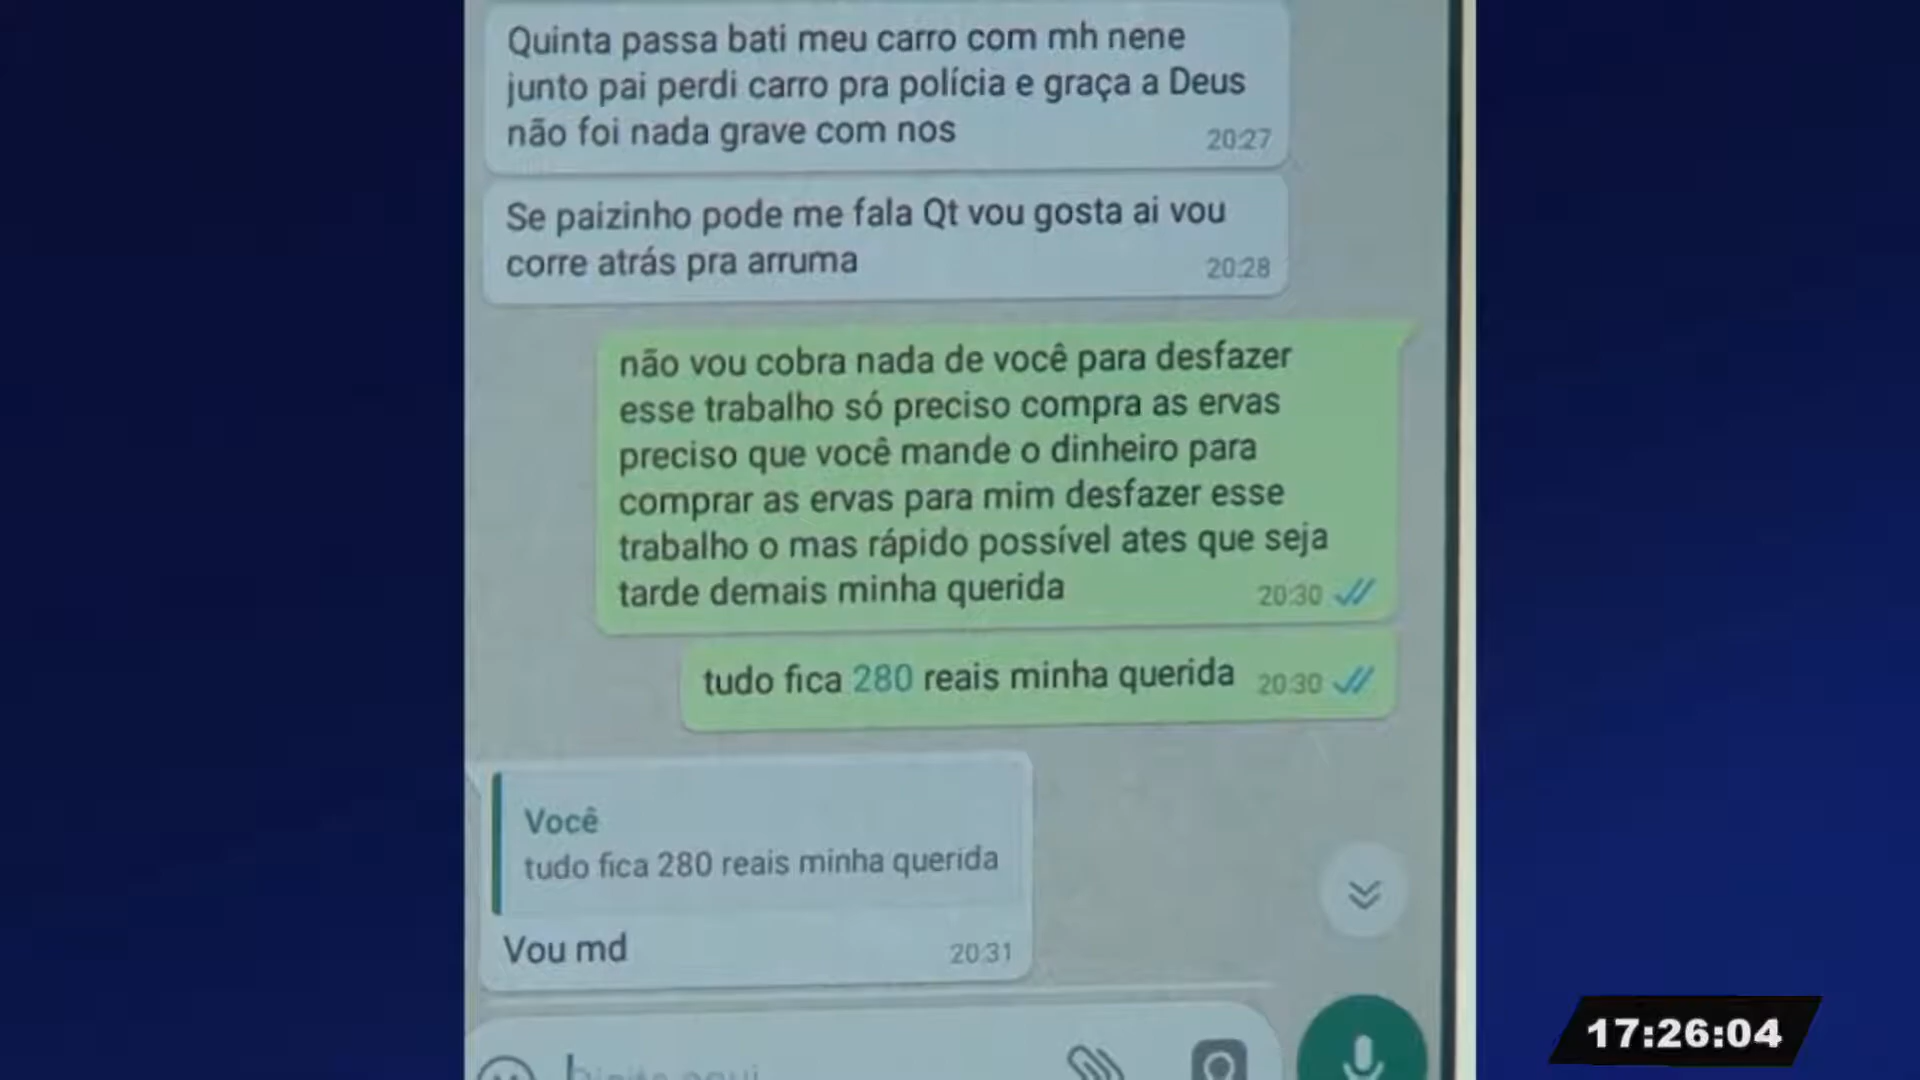 Quinta passa bati meu carro com mh nene
junto pai perdi carro pra polícia e graça a Deus
não foi nada grave com nos
20:27
Se paizinho pode me fala Qt vou gosta ai vou
corre atrás pra arruma
20:28
não vou cobra nada de você para desfazer
esse trabalho só preciso compra as ervas
preciso que você mande o dinheiro para
comprar as ervas para mim desfazer esse
trabalho o mas rápido possível ates que seja
tarde demais minha querida
20:30
tudo fica 280 reais minha querida 20:30
Você
tudo fica 280 reais minha querida
Vou md
20:31
17:26:04